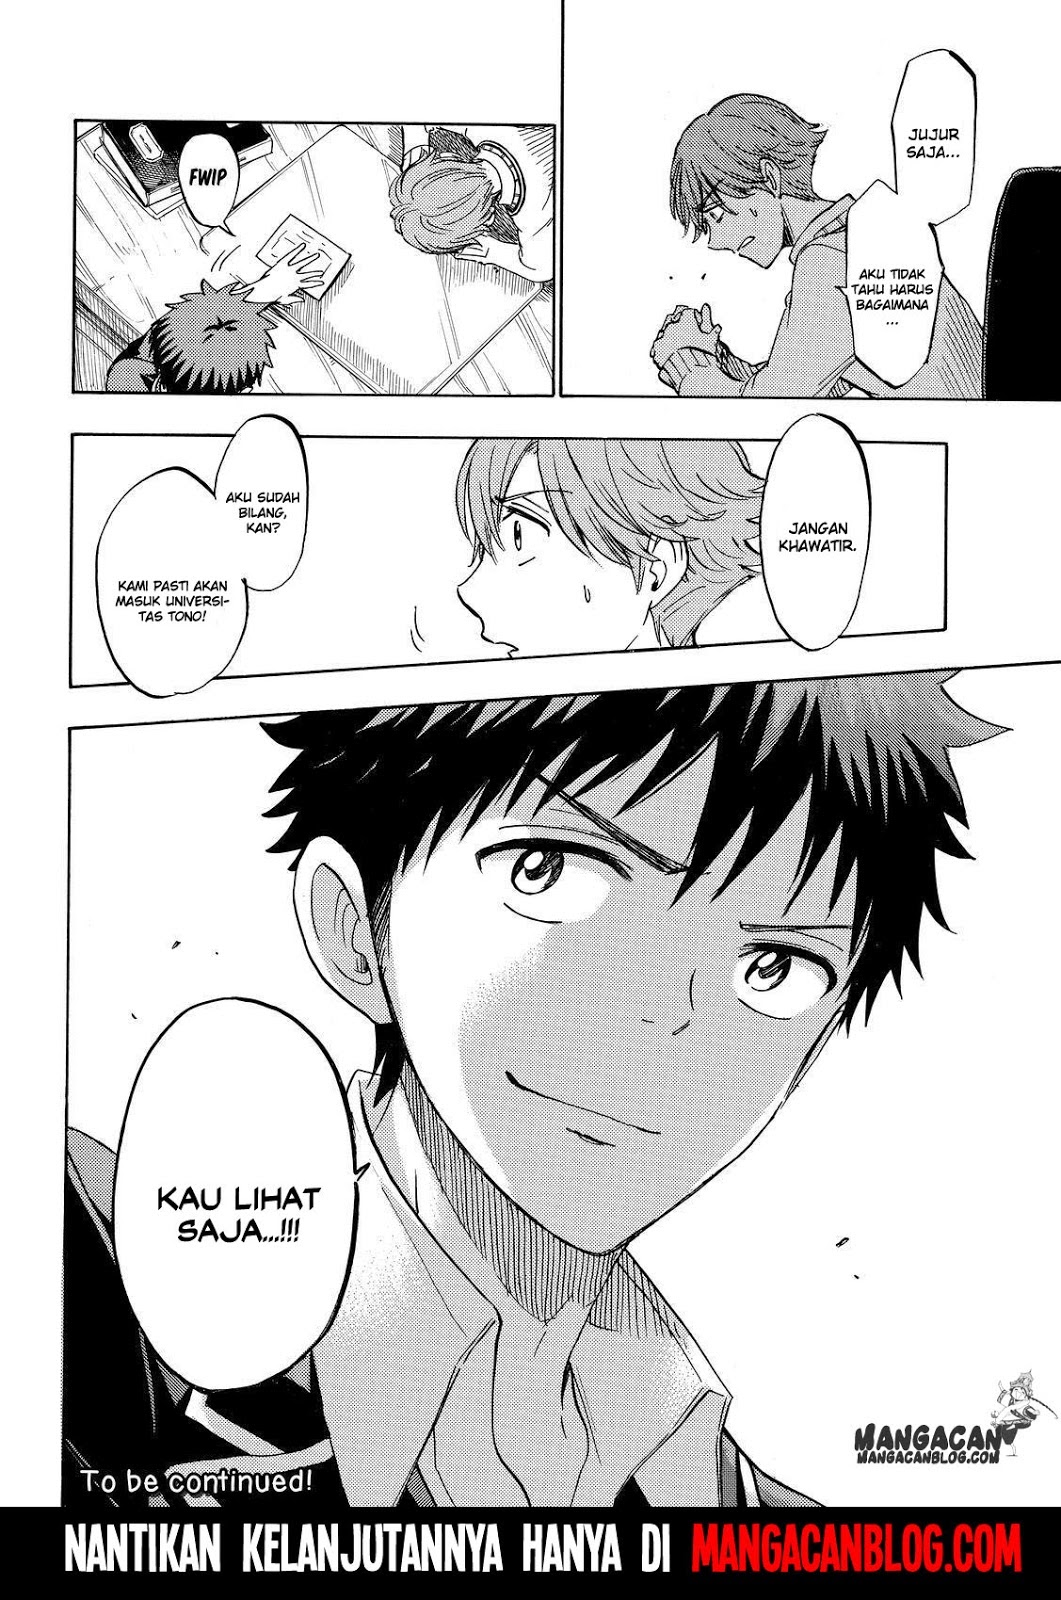 JUJUR
SAJA...
AKU TIDAK
TAHU HARUS
BAGAIMANA
...
FWIP
JANGAN
KHAWATIR.
AKU SUDAH
BILANG,
KAN?
KAMI PASTI AKAN
MASUK UNIVERSI-
TAS TONO!
KAU LIHAT
SAJA...!!!
MANGACAN
MANGACANBLOG.COM
To be continued!
NANTIKAN KELANJUTANNYA HANYA DI MANGACANBLOG.COM